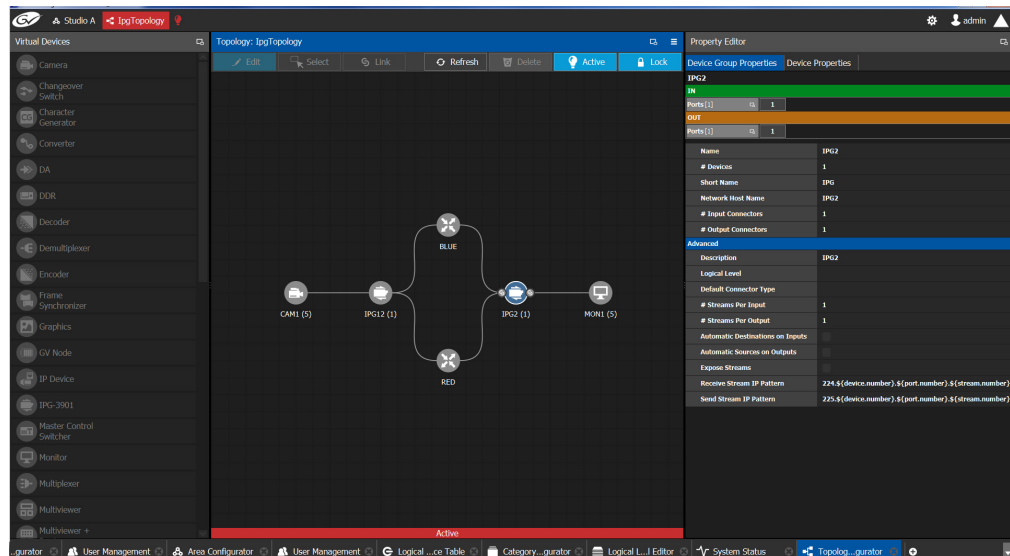 GV Studio A IpgTopology admin
Virtual Devices
Camera
Changeover
Switch
CG Character
Generator
Converter
DA
DDR
Decoder
Demultiplexer
Encoder
Frame
Synchronizer
Graphics
GV Node
IP Device
IPG-3901
Master Control
Switcher
Monitor
Multiplexer
Multiviewer
Multiviewer +
Topology: IpgTopology
Edit Select Link Refresh Delete Active Lock
BLUE
CAM1 (5) IPG12 (1) IPG2 (1) MON1 (5)
RED
Active
Property Editor
Device Group Properties Device Properties
IPG2
IN
Ports [1] 1
OUT
Ports [1] 1
Name IPG2
# Devices 1
Short Name IPG
Network Host Name IPG2
# Input Connectors 1
# Output Connectors 1
Advanced
Description IPG2
Logical Level
Default Connector Type
# Streams Per Input 1
# Streams Per Output 1
Automatic Destinations on Inputs
Automatic Sources on Outputs
Expose Streams
Receive Stream IP Pattern 224.${device.number}.${port.number}.${stream.number}
Send Stream IP Pattern 225.${device.number}.${port.number}.${stream.number}
..gurator User Management Area Configurator User Management Logical ...ce Table Category...gurator Logical L...l Editor System Status Topolog...gurator